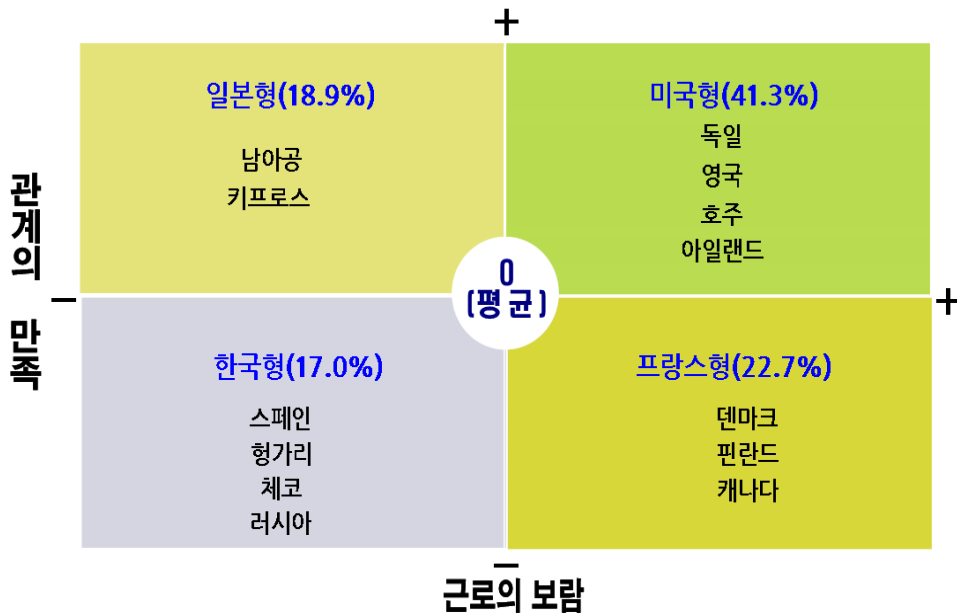 +
일본형(18.9%)
남아공
키프로스
미국형(41.3%)
독일
영국
호주
아일랜드
관계의 만족
−
0
(평균)
+
한국형(17.0%)
스페인
헝가리
체코
러시아
프랑스형(22.7%)
덴마크
핀란드
캐나다
−
근로의 보람